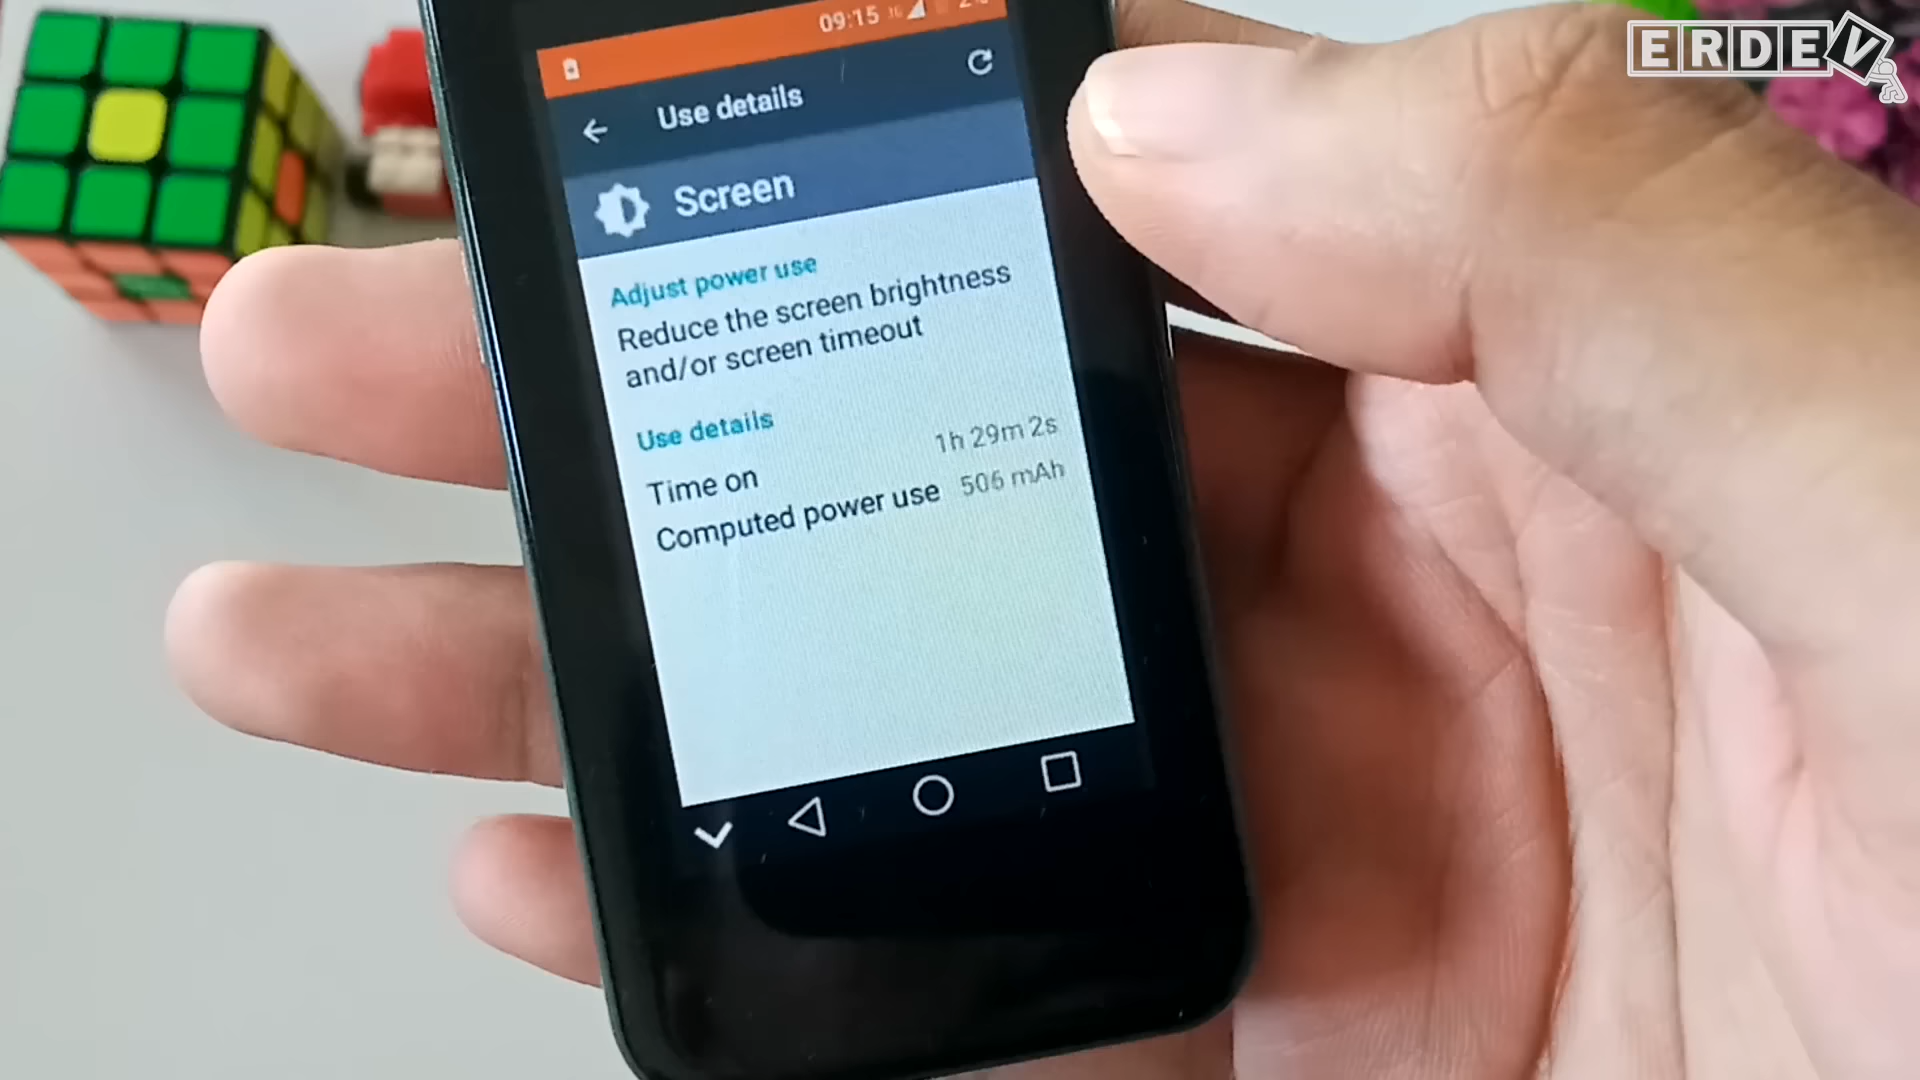 ERDEV
09:15 3G
Use details
Screen
Adjust power use
Reduce the screen brightness
and/or screen timeout
Use details
Time on 1h 29m 2s
Computed power use 506 mAh